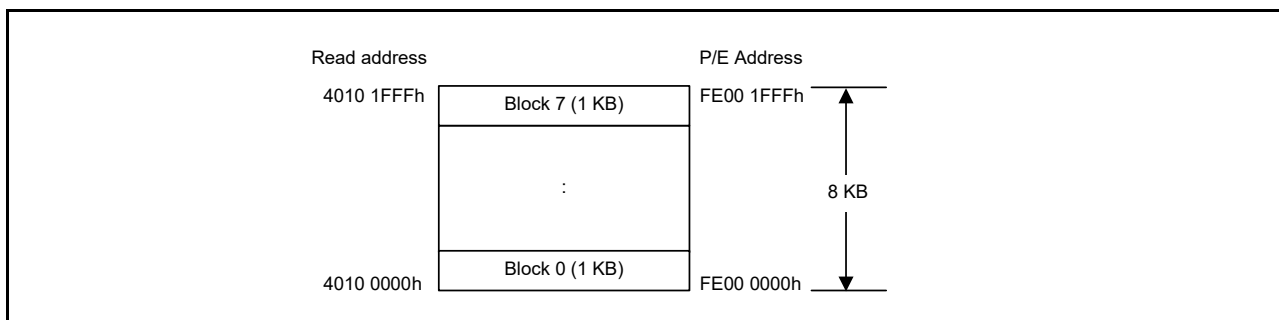 Read address P/E Address
4010 1FFFh Block 7 (1 KB) FE00 1FFFh
: 8 KB
4010 0000h Block 0 (1 KB) FE00 0000h